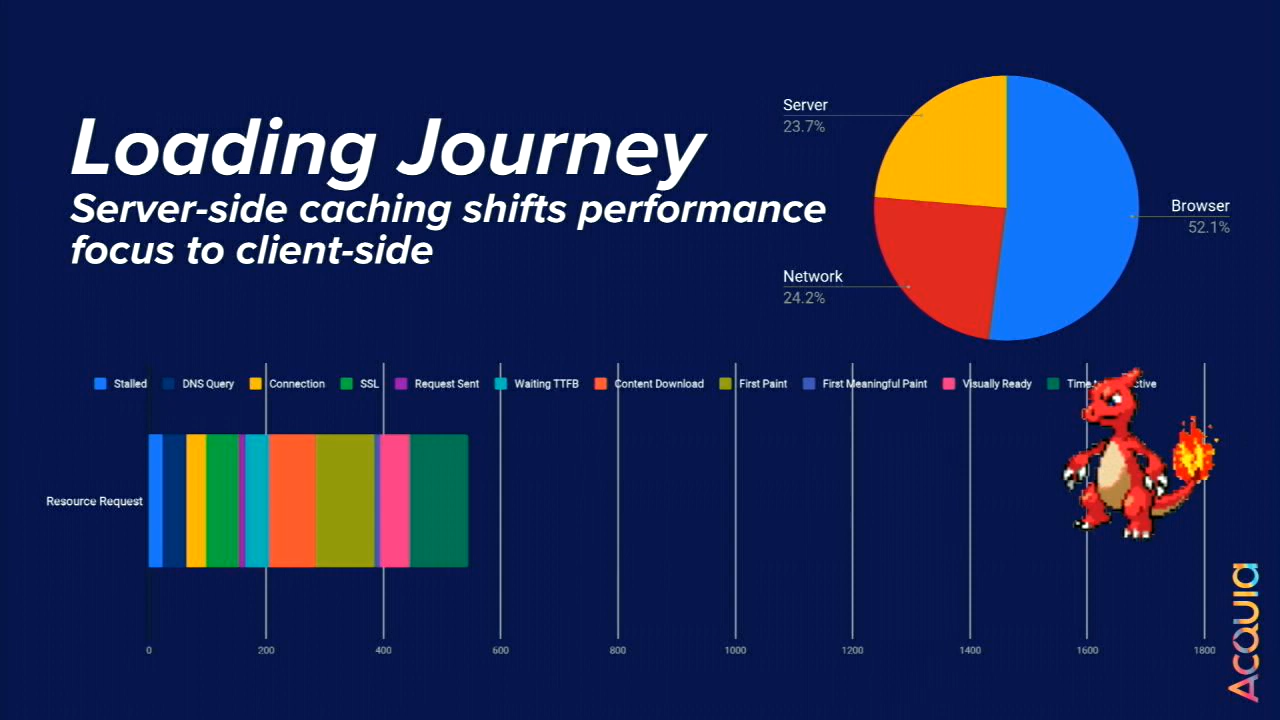 Loading Journey
Server-side caching shifts performance
focus to client-side
Server
23.7%
Browser
52.1%
Network
24.2%
Stalled
DNS Query
Connection
SSL
Request Sent
Waiting TTFB
Content Download
First Paint
First Meaningful Paint
Visually Ready
Time
Resource Request
0
200
400
600
800
1000
1200
1400
1600
1800
ACQUIA